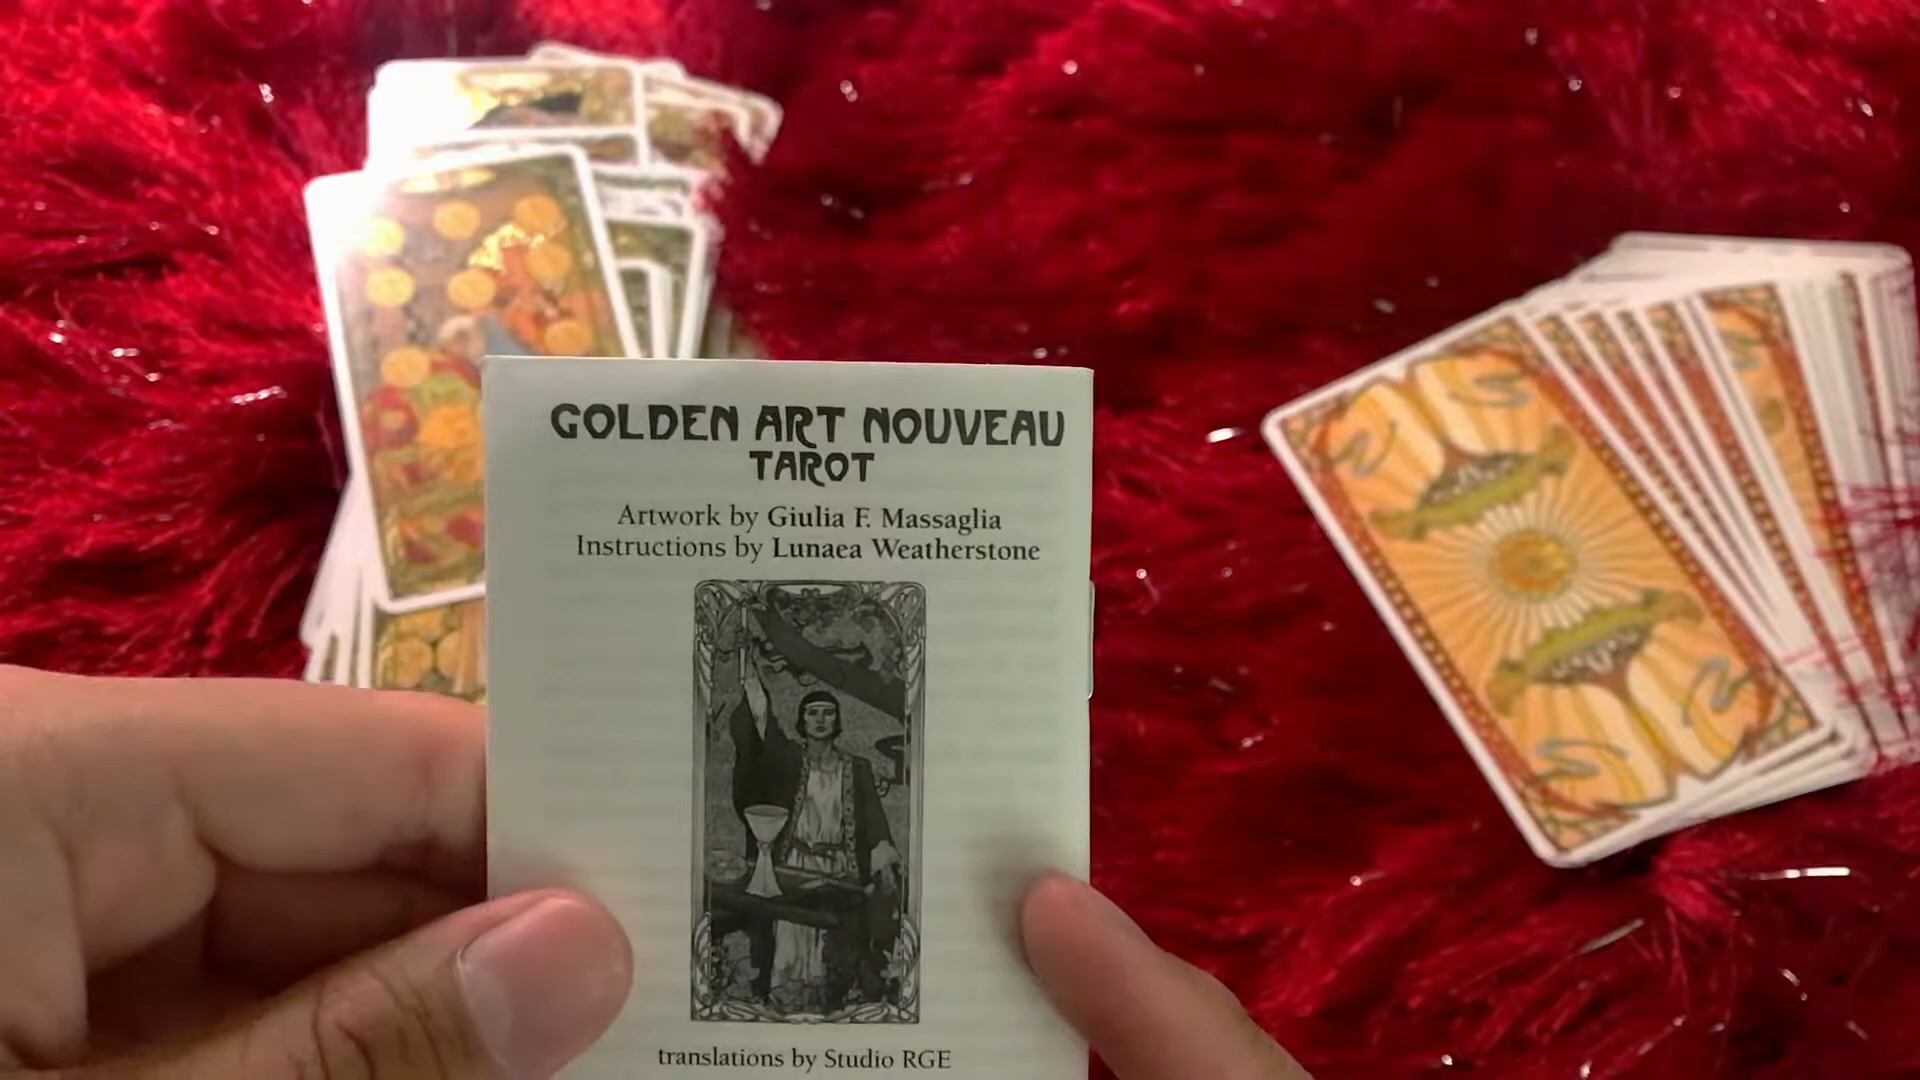 GOLDEN ART NOUVEAU
TAROT
Artwork by Giulia F. Massaglia
Instructions by Lunaea Weatherstone
translations by Studio RGE